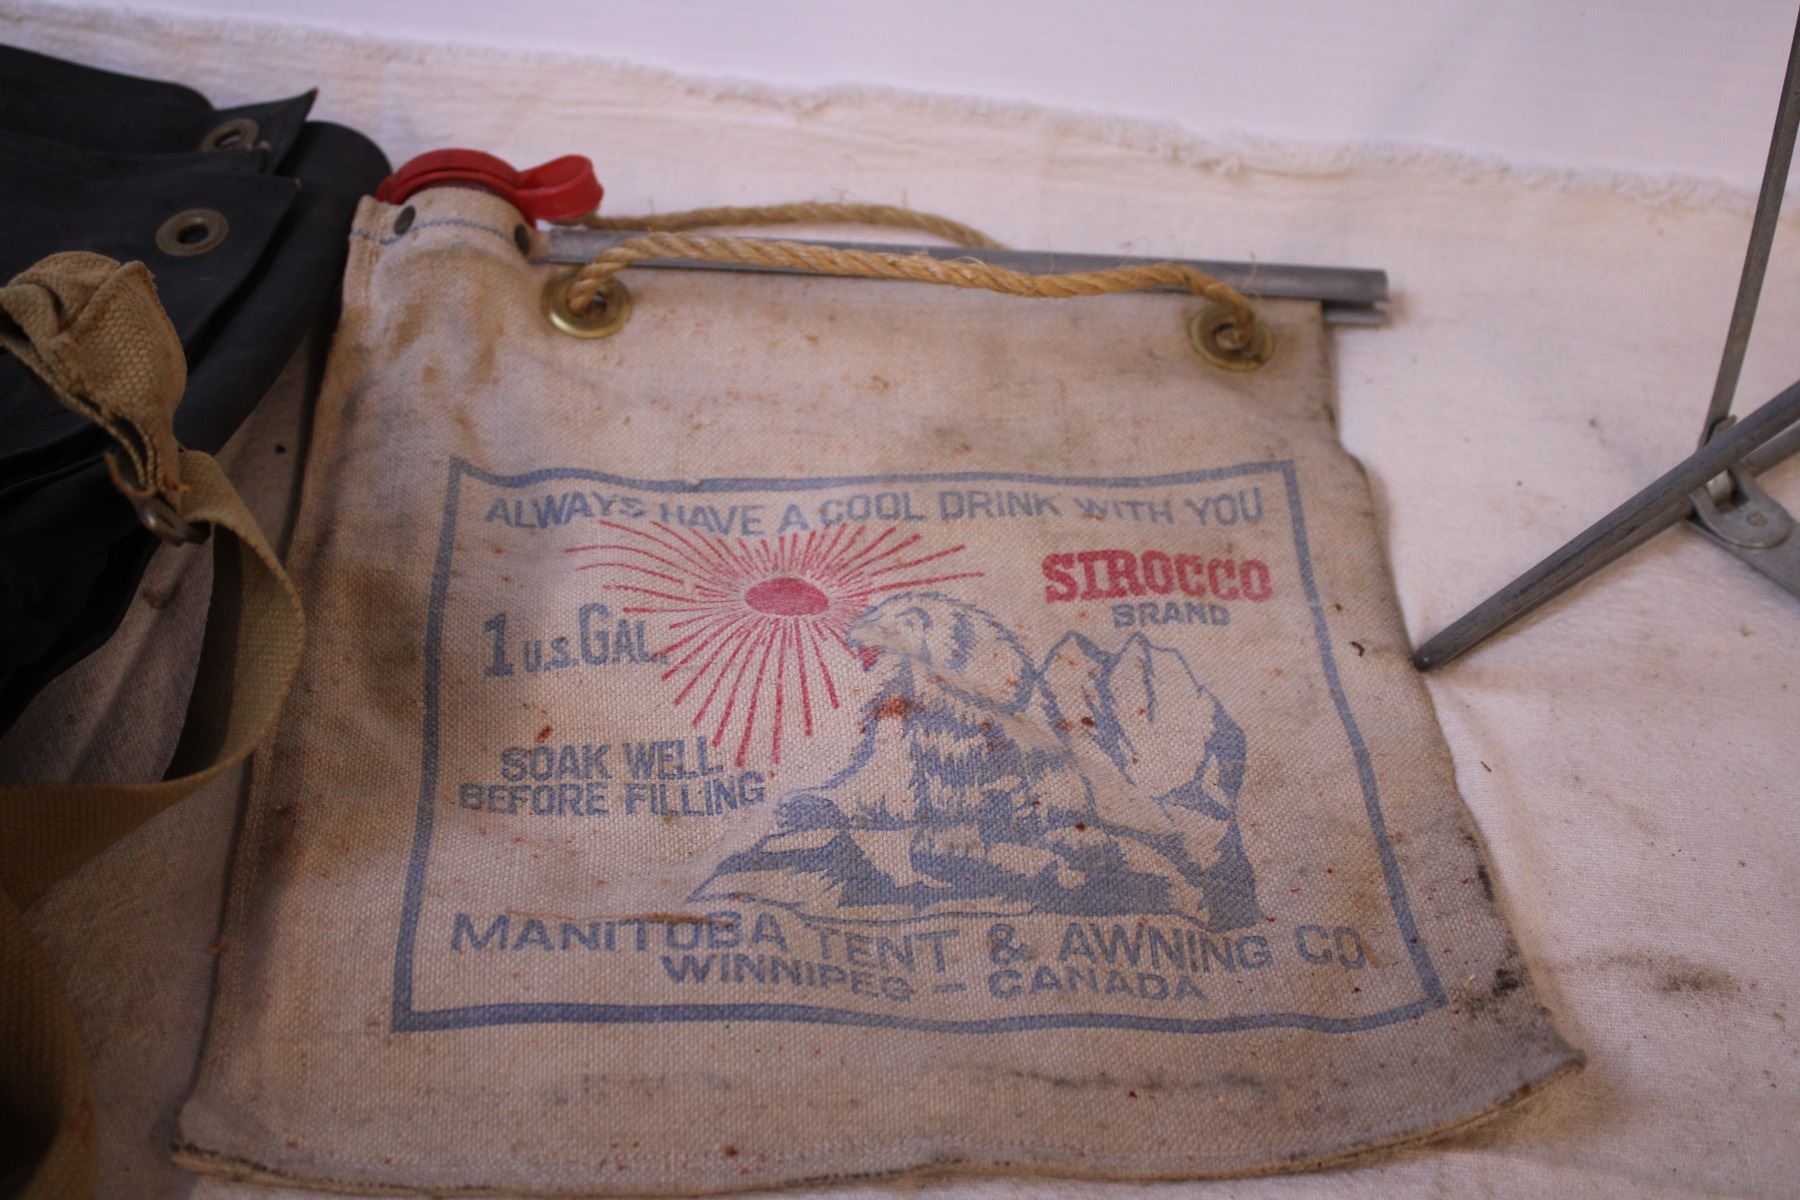 ALWAYS HAVE A COOL DRINK WITH YOU
SIROCCO
BRAND
1 U.S. GAL.
SOAK WELL
BEFORE FILLING
MANITOBA TENT & AWNING CO.
WINNIPEG - CANADA